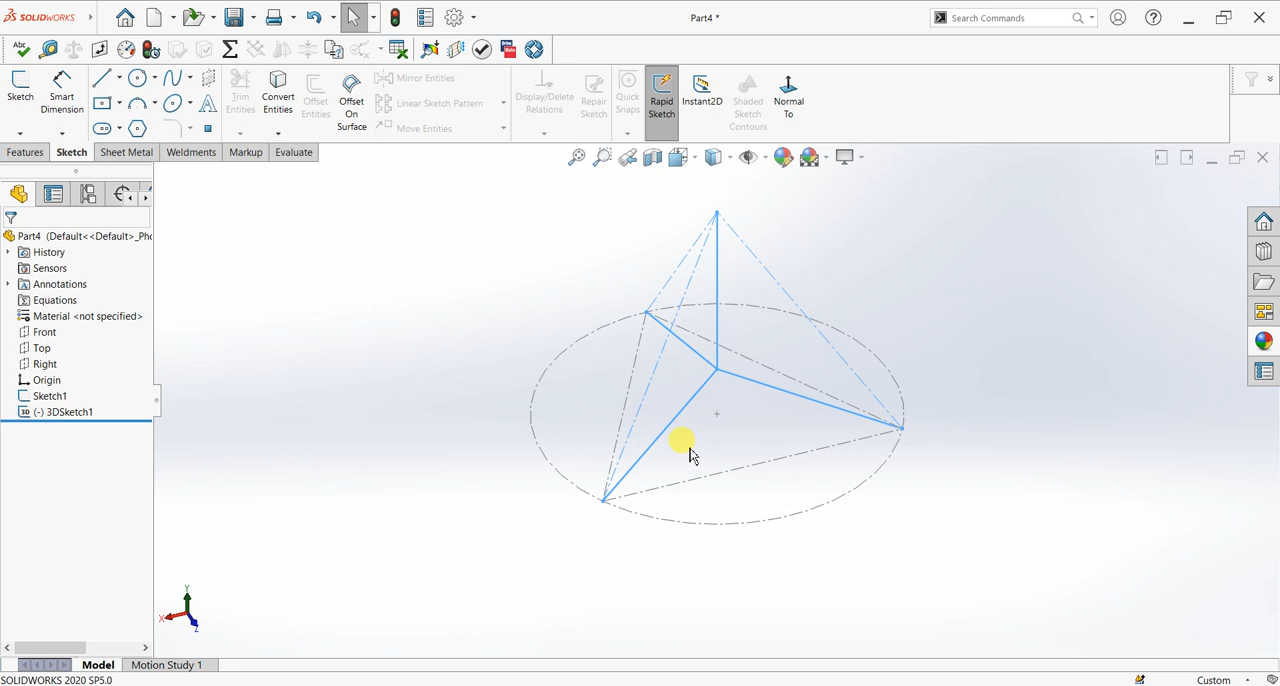 SOLIDWORKS
Part4 *
Search Commands
Sketch
Smart Dimension
Trim Entities
Convert Entities
Offset Entities
Offset On Surface
Mirror Entities
Linear Sketch Pattern
Move Entities
Display/Delete Relations
Repair Sketch
Quick Snaps
Rapid Sketch
Instant2D
Shaded Sketch Contours
Normal To
Features
Sketch
Sheet Metal
Weldments
Markup
Evaluate
Part4 (Default<<Default>_Pho
History
Sensors
Annotations
Equations
Material <not specified>
Front
Top
Right
Origin
Sketch1
3D (-) 3DSketch1
Y
X
Z
Model
Motion Study 1
SOLIDWORKS 2020 SP5.0
Custom